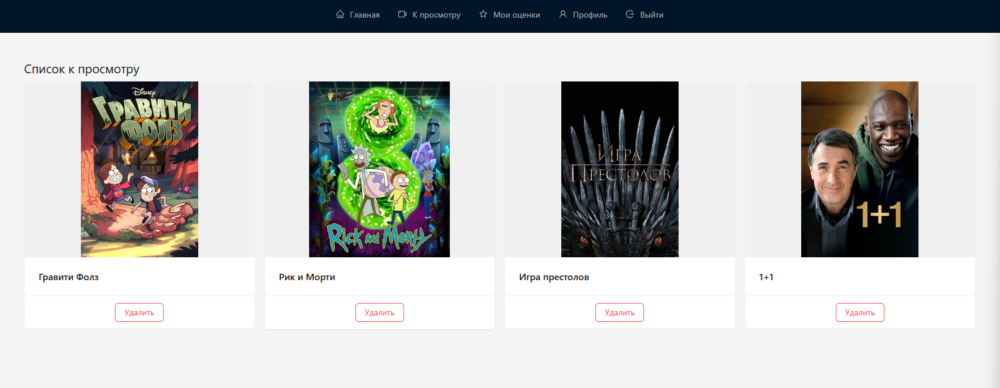 Главная К просмотру Мои оценки Профиль Выйти
Список к просмотру
Disney
ГРАВИТИ
ФОЛЗ
Rick and Morty
Игра
Престолов
1+1
Гравити Фолз
Рик и Морти
Игра престолов
1+1
Удалить
Удалить
Удалить
Удалить